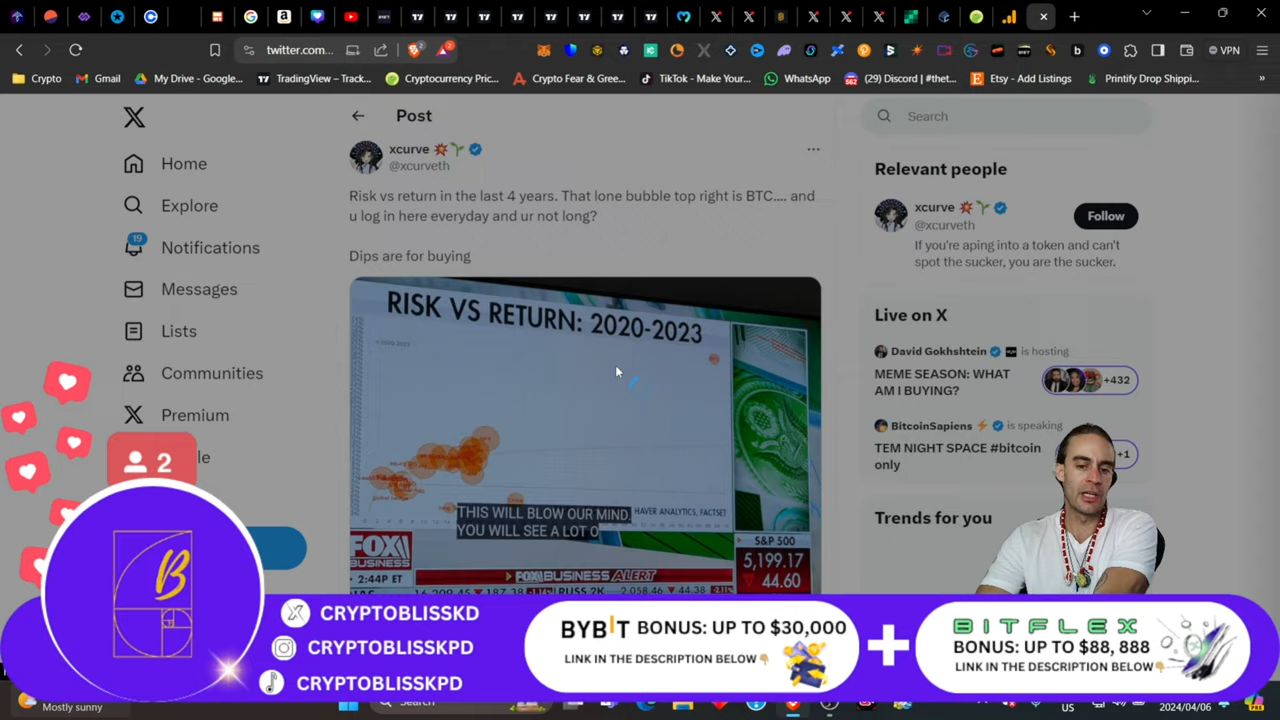 twitter.com...
VPN
Crypto
Gmail
My Drive - Google...
TradingView – Track...
Cryptocurrency Pric...
Crypto Fear & Gree...
TikTok - Make Your...
WhatsApp
(29) Discord | #thet...
Etsy - Add Listings
Printify Drop Shippi...
Home
Explore
19
Notifications
Messages
Lists
Communities
Premium
Post
xcurve
@xcurveth
Risk vs return in the last 4 years. That lone bubble top right is BTC.... and
u log in here everyday and ur not long?
Dips are for buying
RISK VS RETURN: 2020-2023
THIS WILL BLOW OUR MIND.
YOU WILL SEE A LOT O
HAVER ANALYTICS, FACTSET
FOX
BUSINESS
2:44P ET
FOX BUSINESS ALERT
S&P 500
5,199.17
44.60
RUSS 2K 2,058.46 44.38
Search
Relevant people
xcurve
@xcurveth
Follow
If you're aping into a token and can't
spot the sucker, you are the sucker.
Live on X
David Gokhshtein is hosting
MEME SEASON: WHAT
AM I BUYING?
+432
BitcoinSapiens is speaking
TEM NIGHT SPACE #bitcoin
only
+1
Trends for you
2
B
CRYPTOBLISSKD
CRYPTOBLISSKPD
CRYPTOBLISSKPD
BYBIT BONUS: UP TO $30,000
LINK IN THE DESCRIPTION BELOW
BITFLEX
BONUS: UP TO $88, 888
LINK IN THE DESCRIPTION BELOW
Mostly sunny
Search
US
2024/04/06